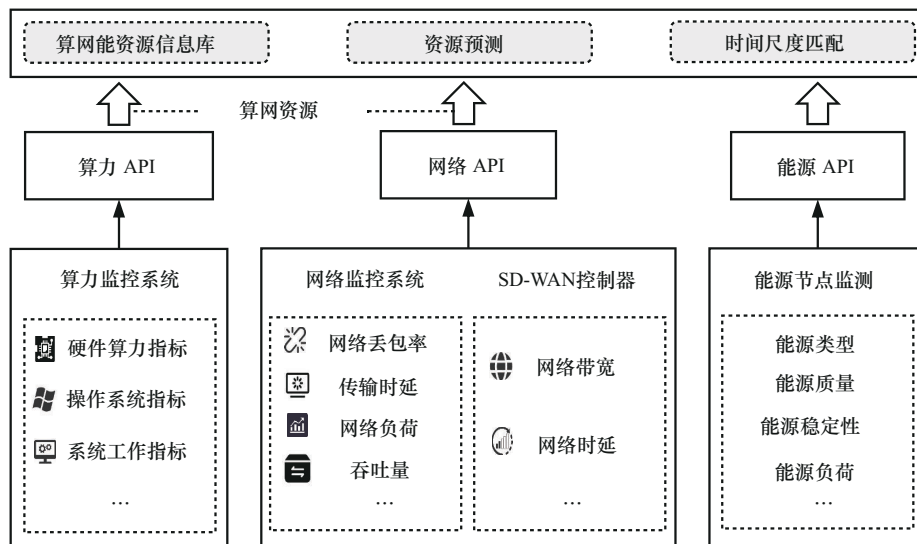 算网能资源信息库
资源预测
时间尺度匹配
算网资源
算力 API
网络 API
能源 API
算力监控系统
硬件算力指标
操作系统指标
系统工作指标
…
网络监控系统
网络丢包率
传输时延
网络负荷
吞吐量
…
SD-WAN控制器
网络带宽
网络时延
…
能源节点监测
能源类型
能源质量
能源稳定性
能源负荷
…